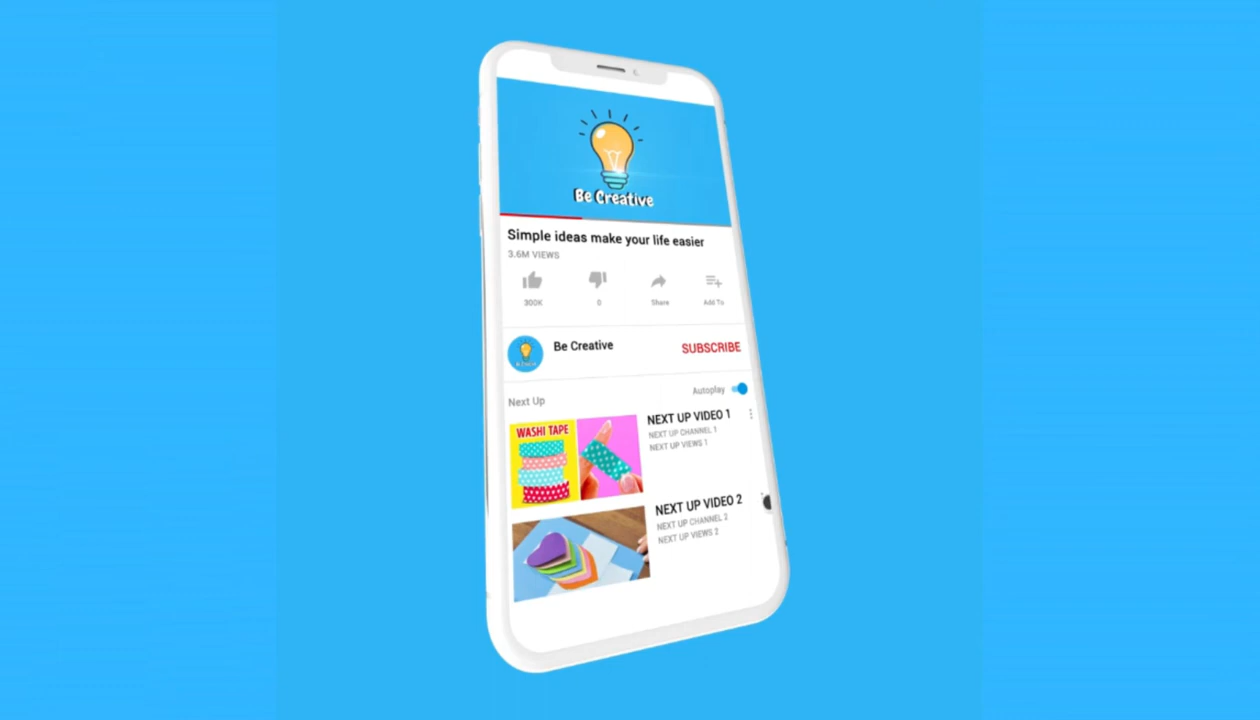 Be Creative
Simple ideas make your life easier
3.6M VIEWS
300K
0
Share
Add To
Be Creative
SUBSCRIBE
Autoplay
Next Up
WASHI TAPE
NEXT UP VIDEO 1
NEXT UP CHANNEL 1
NEXT UP VIEWS 1
NEXT UP VIDEO 2
NEXT UP CHANNEL 2
NEXT UP VIEWS 2